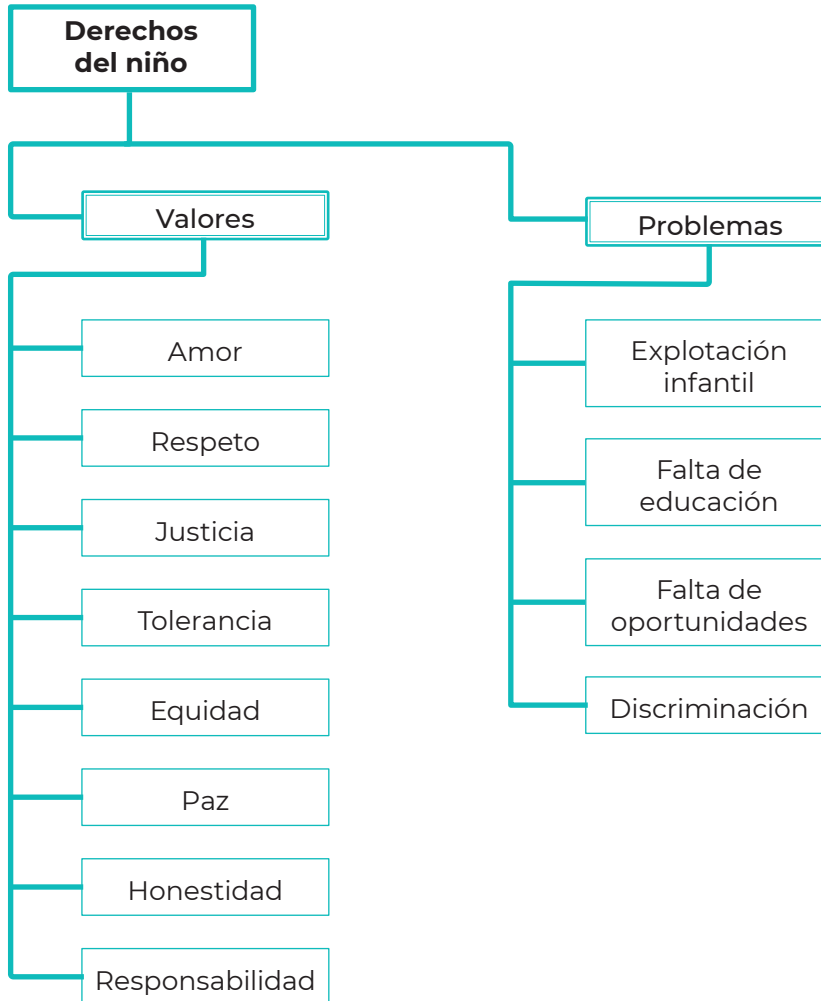 Derechos
del niño
Valores
Amor
Respeto
Justicia
Tolerancia
Equidad
Paz
Honestidad
Responsabilidad
Problemas
Explotación
infantil
Falta de
educación
Falta de
oportunidades
Discriminación